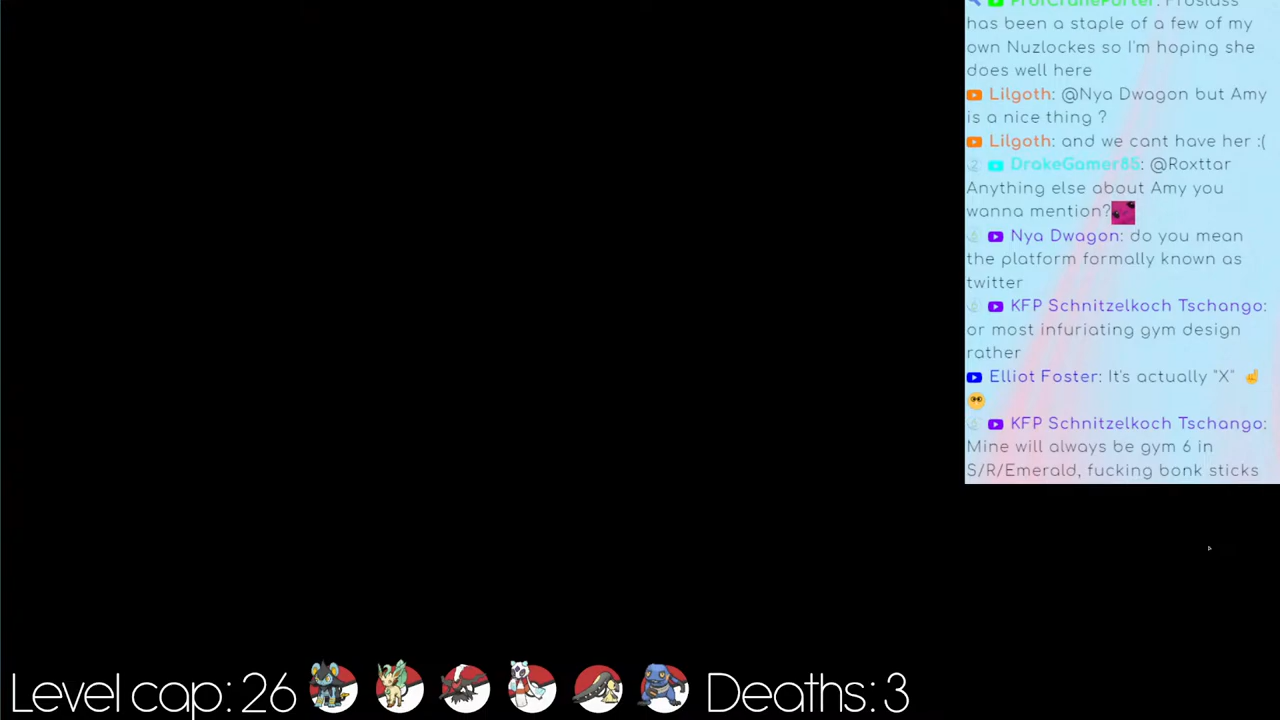 ProfCranePorter: Froslass
has been a staple of a few of my
own Nuzlockes so I'm hoping she
does well here
Lilgoth: @Nya Dwagon but Amy
is a nice thing ?
Lilgoth: and we cant have her :(
DrakeGamer85: @Roxttar
Anything else about Amy you
wanna mention?
Nya Dwagon: do you mean
the platform formally known as
twitter
KFP Schnitzelkoch Tschango:
or most infuriating gym design
rather
Elliot Foster: It's actually "X" ☝️
🤓
KFP Schnitzelkoch Tschango:
Mine will always be gym 6 in
S/R/Emerald, fucking bonk sticks
Level cap: 26 Deaths: 3